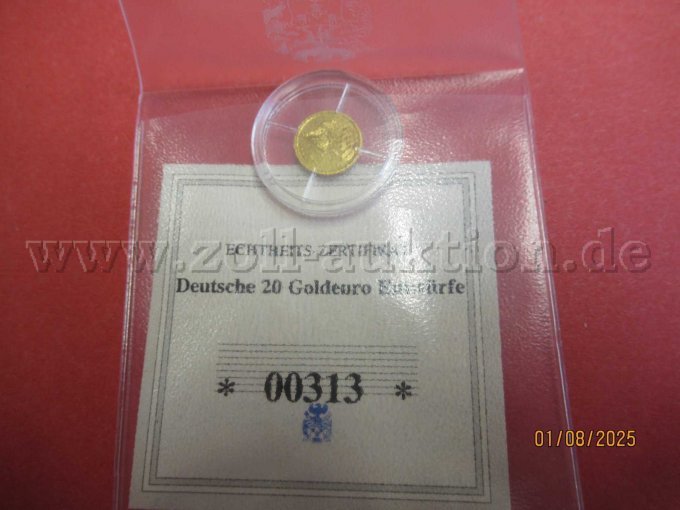 ECHTHEITS-ZERTIFIKAT
www.zoll-auktion.de
Deutsche 20 Goldeuro Entwürfe
* 00313 *
01/08/2025